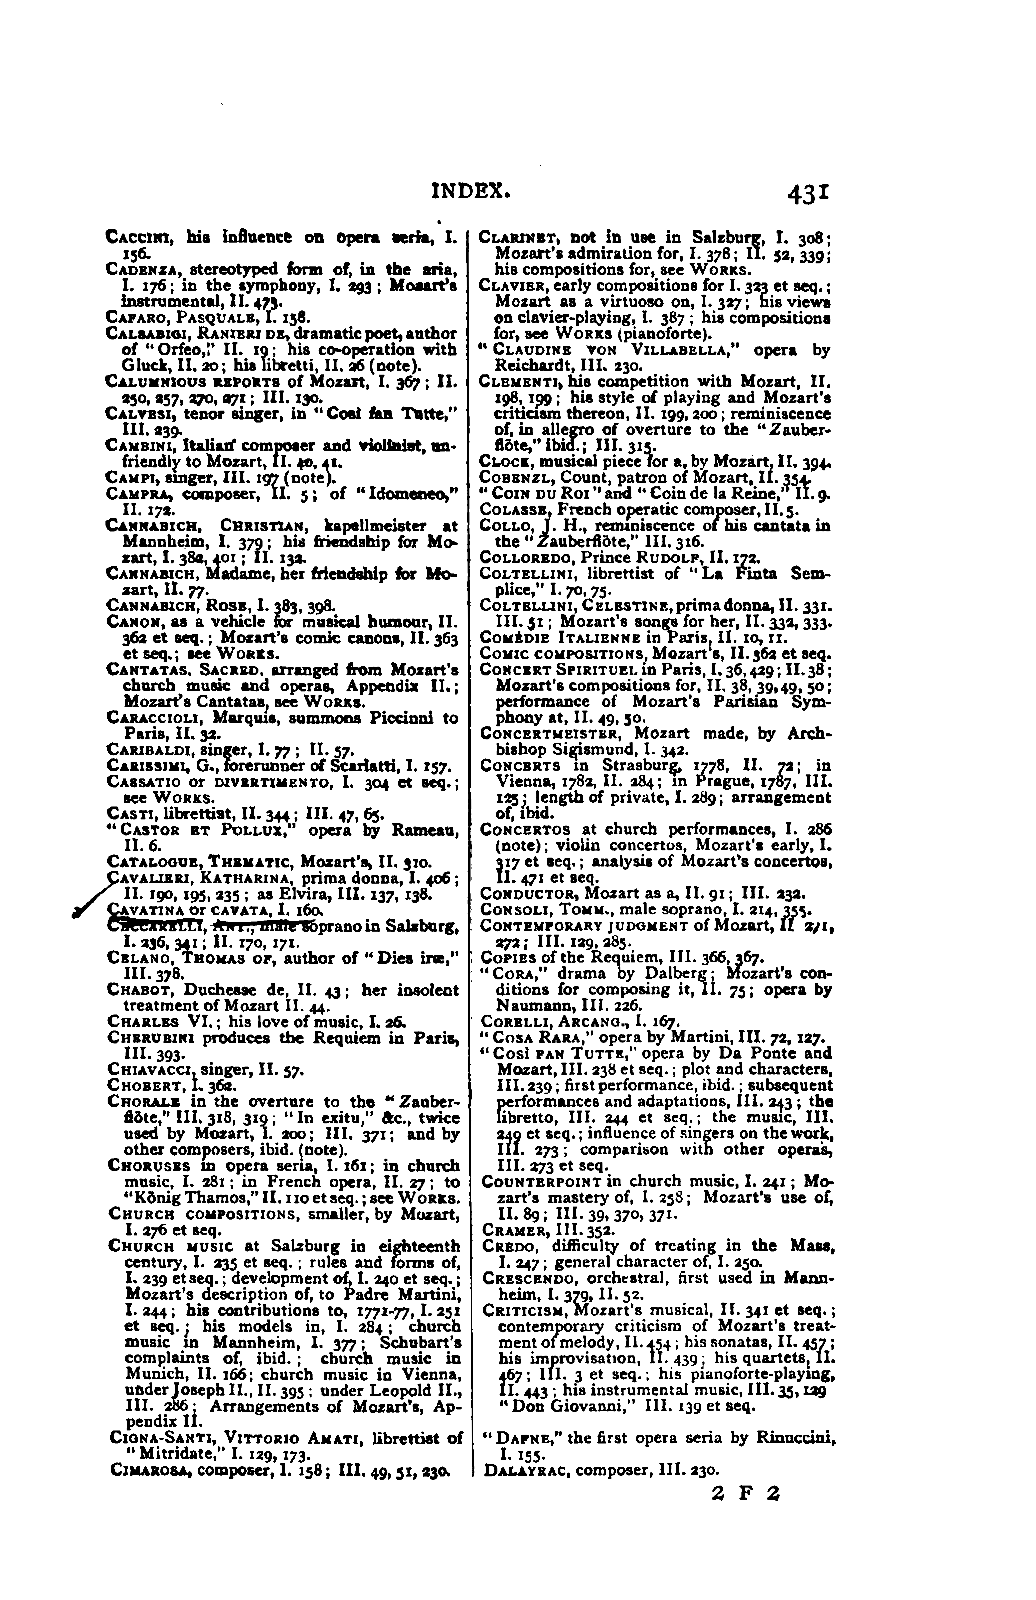 INDEX. 431
CACCINI, his influence on opera seria, I.
156.
CADENZA, stereotyped form of, in the aria,
I. 176; in the symphony, I. 293; Mozart's
instrumental, II. 473.
CAFARO, PASQUALE, I. 158.
CALSABIGI, RANIERI DE, dramatic poet, author
of "Orfeo," II. 19; his co-operation with
Gluck, II. 20; his libretti, II. 26 (note).
CALUMNIOUS REPORTS of Mozart, I. 367; II.
250, 257, 270, 271; III. 130.
CALVESI, tenor singer, in "Cosi fan Tutte,"
III. 239.
CAMBINI, Italian composer and violinist, un-
friendly to Mozart, II. 40, 41.
CAMPI, singer, III. 197 (note).
CAMPRA, composer, II. 5; of "Idomeneo,"
II. 172.
CANNABICH, CHRISTIAN, kapellmeister at
Mannheim, I. 379; his friendship for Mo-
zart, I. 382, 401; II. 132.
CANNABICH, Madame, her friendship for Mo-
zart, II. 77.
CANNABICH, ROSE, I. 383, 398.
CANON, as a vehicle for musical humour, II.
362 et seq.; Mozart's comic canons, II. 363
et seq.; see WORKS.
CANTATAS, SACRED, arranged from Mozart's
church music and operas, Appendix II.;
Mozart's Cantatas, see WORKS.
CARACCIOLI, Marquis, summons Piccinni to
Paris, II. 32.
CARIBALDI, singer, I. 77; II. 57.
CARISSIMI, G., forerunner of Scarlatti, I. 157.
CASSATIO or DIVERTIMENTO, I. 304 et seq.;
see WORKS.
CASTI, librettist, II. 344; III. 47, 65.
"CASTOR ET POLLUX," opera by Rameau,
II. 6.
CATALOGUE, THEMATIC, Mozart's, II. 310.
CAVALIERI, KATHARINA, prima donna, I. 406;
II. 190, 195, 235; as Elvira, III. 137, 138.
CAVATINA or CAVATA, I. 160.
CECCARELLI, ANT., male soprano in Salzburg,
I. 236, 341; II. 170, 171.
CELANO, THOMAS OF, author of "Dies iræ,"
III. 378.
CHABOT, Duchesse de, II. 43; her insolent
treatment of Mozart II. 44.
CHARLES VI.; his love of music, I. 26.
CHERUBINI produces the Requiem in Paris,
III. 393.
CHIAVACCI, singer, II. 57.
CHOBERT, I. 362.
CHORALE in the overture to the "Zauber-
flöte," III. 318, 319; "In exitu," &c., twice
used by Mozart, I. 200; III. 371; and by
other composers, ibid. (note).
CHORUSES in opera seria, I. 161; in church
music, I. 281; in French opera, II. 27; to
"König Thamos," II. 110 et seq.; see WORKS.
CHURCH COMPOSITIONS, smaller, by Mozart,
I. 276 et seq.
CHURCH MUSIC at Salzburg in eighteenth
century, I. 235 et seq.; rules and forms of,
I. 239 et seq.; development of, I. 240 et seq.;
Mozart's description of, to Padre Martini,
I. 244; his contributions to, 1771-77, I. 251
et seq.; his models in, I. 284; church
music in Mannheim, I. 377; Schubart's
complaints of, ibid.; church music in
Munich, II. 166; church music in Vienna,
under Joseph II., II. 395; under Leopold II.,
III. 286; Arrangements of Mozart's, Ap-
pendix II.
CIGNA-SANTI, VITTORIO AMATI, librettist of
"Mitridate," I. 129, 173.
CIMAROSA, composer, I. 158; III. 49, 51, 230.
CLARINET, not in use in Salzburg, I. 308;
Mozart's admiration for, I. 378; II. 52, 339;
his compositions for, see WORKS.
CLAVIER, early compositions for I. 323 et seq.;
Mozart as a virtuoso on, I. 327; his views
on clavier-playing, I. 387; his compositions
for, see WORKS (pianoforte).
"CLAUDINE VON VILLABELLA," opera by
Reichardt, III. 230.
CLEMENTI, his competition with Mozart, II.
198, 199; his style of playing and Mozart's
criticism thereon, II. 199, 200; reminiscence
of, in allegro of overture to the "Zauber-
flöte," ibid.; III. 315.
CLOCK, musical piece for a, by Mozart, II. 394.
COBENZL, Count, patron of Mozart, II. 354.
"COIN DU ROI" and "Coin de la Reine," II. 9.
COLASSE, French operatic composer, II. 5.
COLLO, J. H., reminiscence of his cantata in
the "Zauberflöte," III. 316.
COLLOREDO, Prince RUDOLF, II. 172.
COLTELLINI, librettist of "La Finta Sem-
plice," I. 70, 75.
COLTELLINI, CELESTINE, prima donna, II. 331.
III. 51; Mozart's songs for her, II. 332, 333.
COMÉDIE ITALIENNE in Paris, II. 10, 11.
COMIC COMPOSITIONS, Mozart's, II. 362 et seq.
CONCERT SPIRITUEL in Paris, I. 36, 429; II. 38;
Mozart's compositions for, II. 38, 39, 49, 50;
performance of Mozart's Parisian Sym-
phony at, II. 49, 50.
CONCERTMEISTER, Mozart made, by Arch-
bishop Sigismund, I. 342.
CONCERTS in Strasburg, 1778, II. 72; in
Vienna, 1782, II. 284; in Prague, 1787, III.
125; length of private, I. 289; arrangement
of, ibid.
CONCERTOS at church performances, I. 286
(note); violin concertos, Mozart's early, I.
317 et seq.; analysis of Mozart's concertos,
II. 471 et seq.
CONDUCTOR, Mozart as a, II. 91; III. 232.
CONSOLI, TOMM., male soprano, I. 214, 355.
CONTEMPORARY JUDGMENT of Mozart, II 271,
272; III. 129, 285.
COPIES of the Requiem, III. 366, 367.
"CORA," drama by Dalberg; Mozart's con-
ditions for composing it, II. 75; opera by
Naumann, III. 226.
CORELLI, ARCANG., I. 167.
"COSA RARA," opera by Martini, III. 72, 127.
"COSÌ FAN TUTTE," opera by Da Ponte and
Mozart, III. 238 et seq.; plot and characters,
III. 239; first performance, ibid.; subsequent
performances and adaptations, III. 243; the
libretto, III. 244 et seq.; the music, III.
249 et seq.; influence of singers on the work,
III. 273; comparison with other operas,
III. 273 et seq.
COUNTERPOINT in church music, I. 241; Mo-
zart's mastery of, I. 258; Mozart's use of,
II. 89; III. 39, 370, 371.
CRAMER, III. 352.
CREDO, difficulty of treating in the Mass,
I. 247; general character of, I. 250.
CRESCENDO, orchestral, first used in Mann-
heim, I. 379, II. 52.
CRITICISM, Mozart's musical, II. 341 et seq.;
contemporary criticism of Mozart's treat-
ment of melody, II. 454; his sonatas, II. 457;
his improvisation, II. 439; his quartets, II.
467; III. 3 et seq.; his pianoforte-playing,
II. 443; his instrumental music, III. 35, 129
"Don Giovanni," III. 139 et seq.
"DAFNE," the first opera seria by Rinuccini,
I. 155.
DALAYRAC, composer, III. 230.
2 F 2